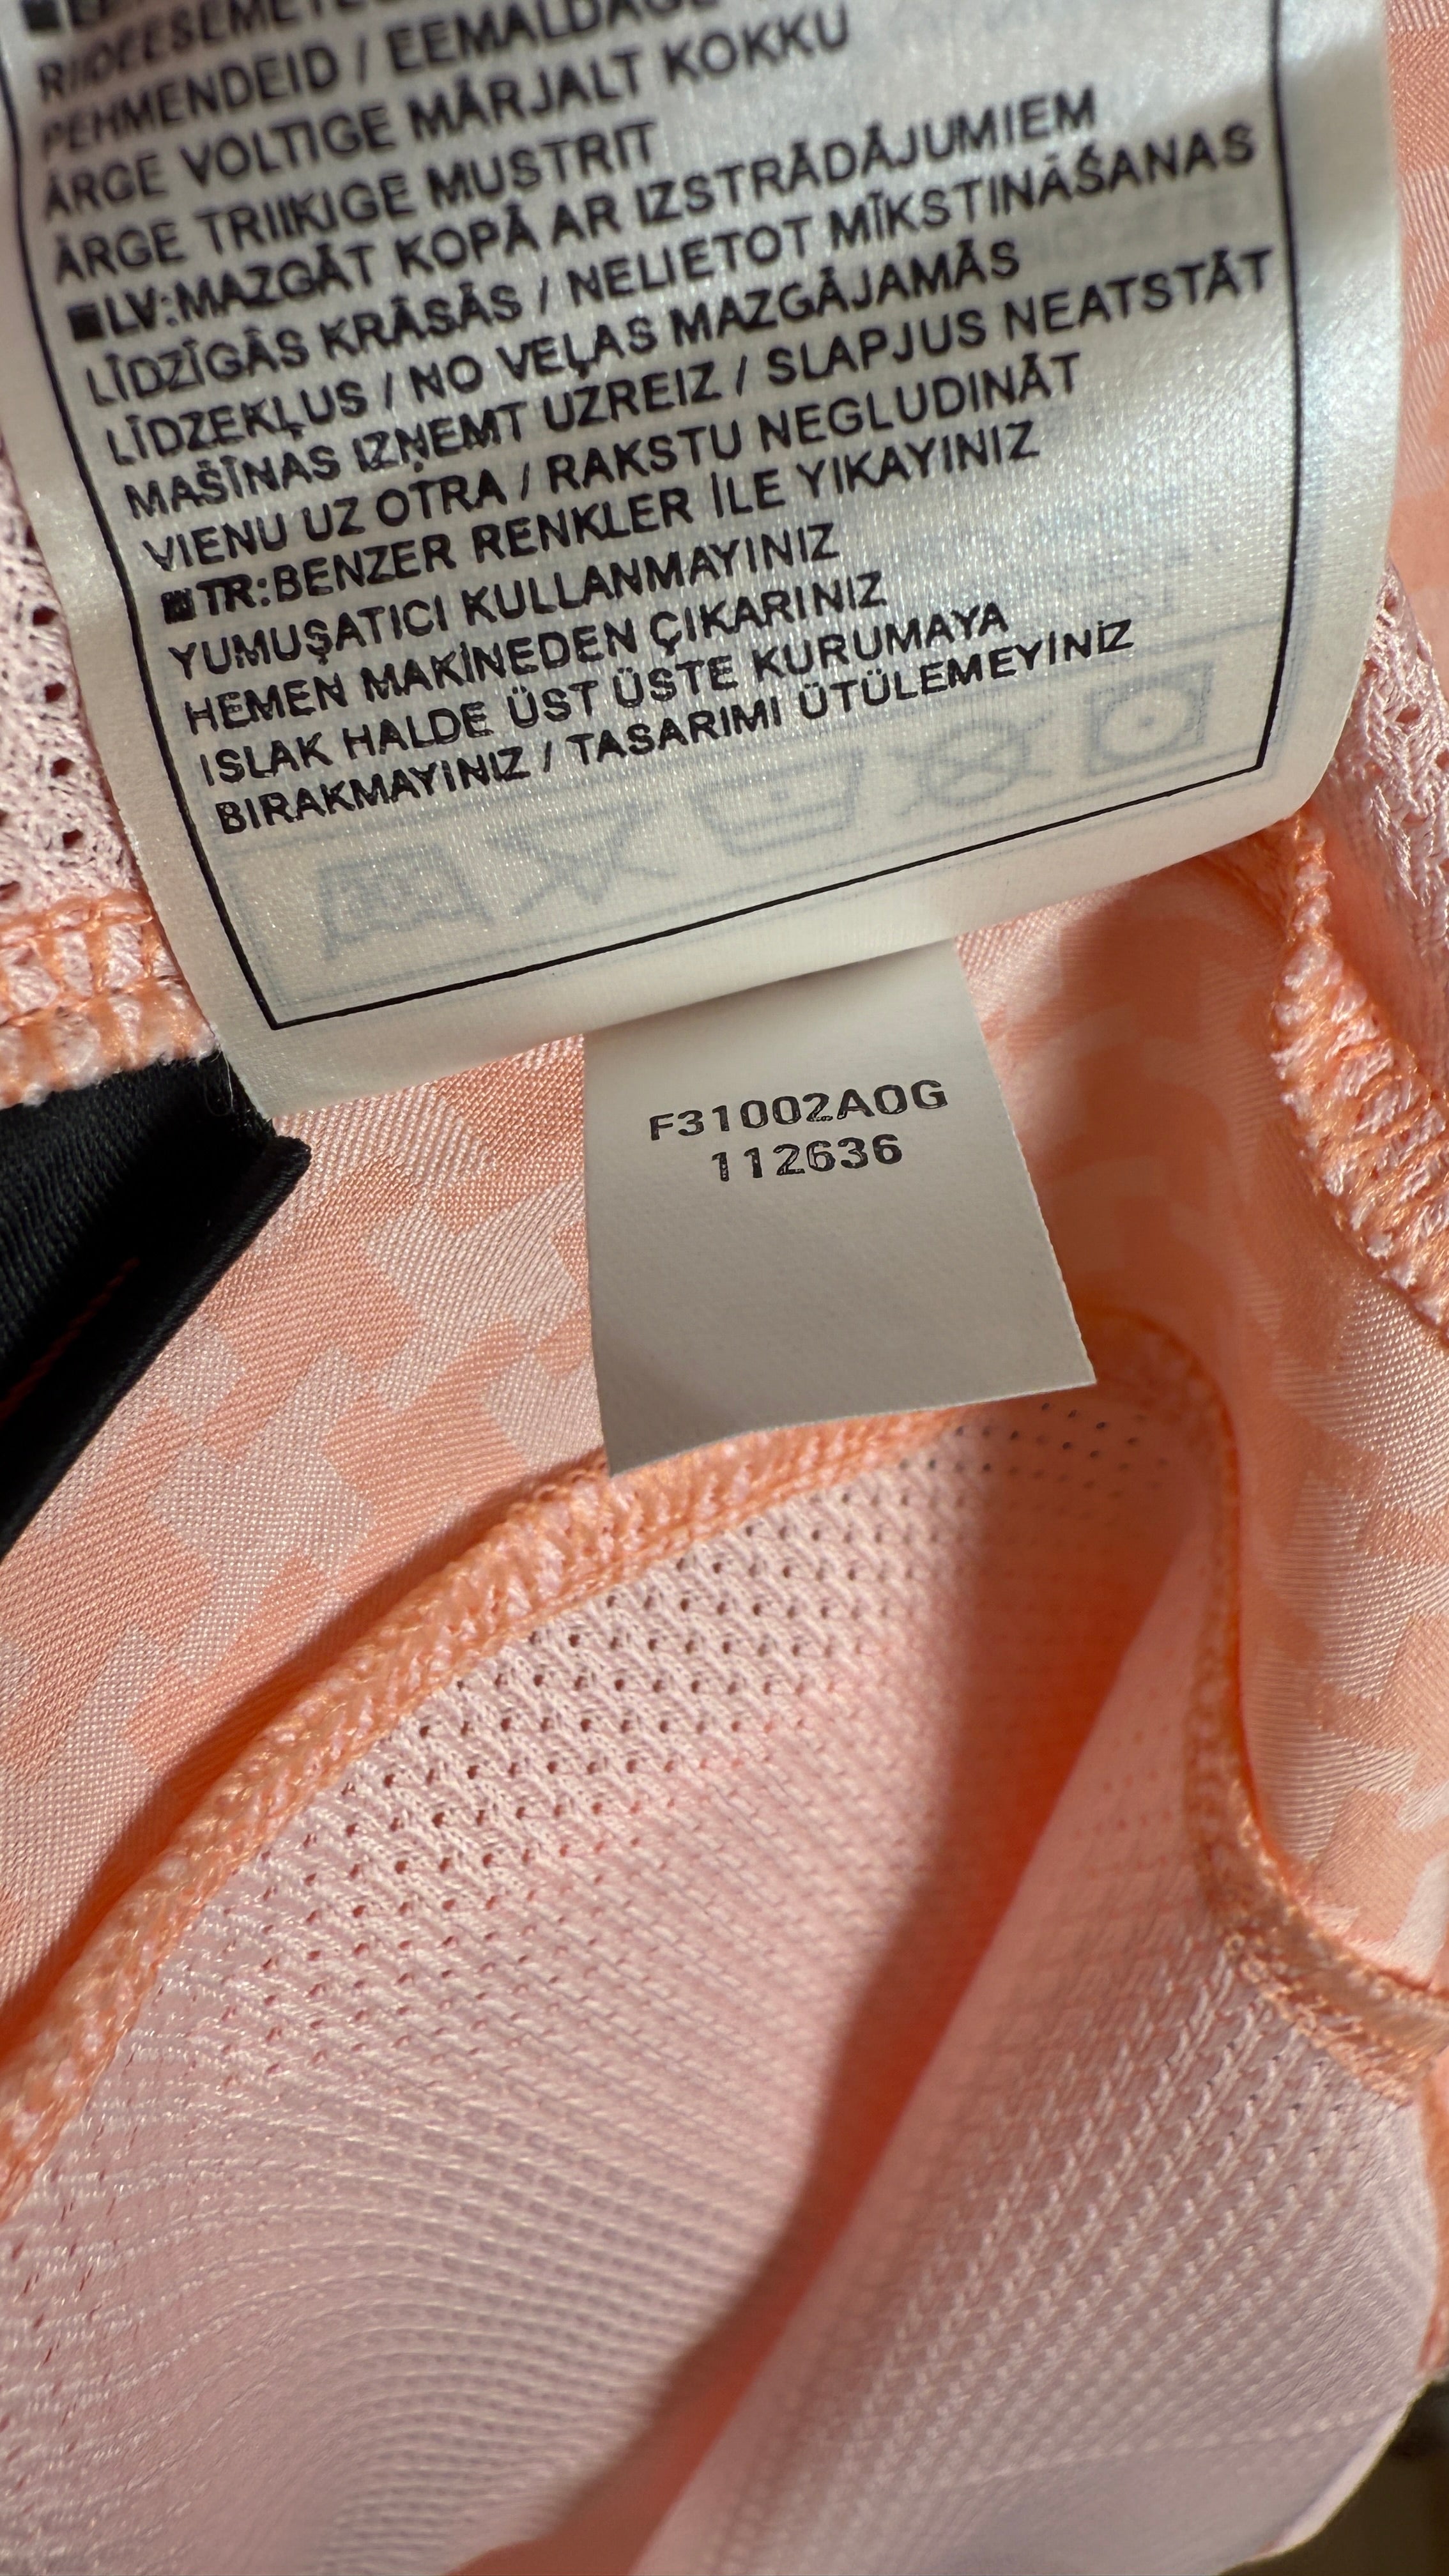 RIIDEESEMETEGA
PEHMENDEID / EEMALDAGE
ÄRGE VOLTIGE MÄRJALT KOKKU
ÄRGE TRIIKIGE MUSTRIT
■LV:MAZGĀT KOPĀ AR IZSTRĀDĀJUMIEM
LĪDZĪGĀS KRĀSĀS / NELIETOT MĪKSTINĀŠANAS
LĪDZEKĻUS / NO VEĻAS MAZGĀJAMĀS
MAŠĪNAS IZŅEMT UZREIZ / SLAPJUS NEATSTĀT
VIENU UZ OTRA / RAKSTU NEGLUDINĀT
■TR:BENZER RENKLER İLE YIKAYINIZ
YUMUŞATICI KULLANMAYINIZ
HEMEN MAKİNEDEN ÇIKARINIZ
ISLAK HALDE ÜST ÜSTE KURUMAYA
BIRAKMAYINIZ / TASARIMI ÜTÜLEMEYİNİZ
F31002AOG
112636